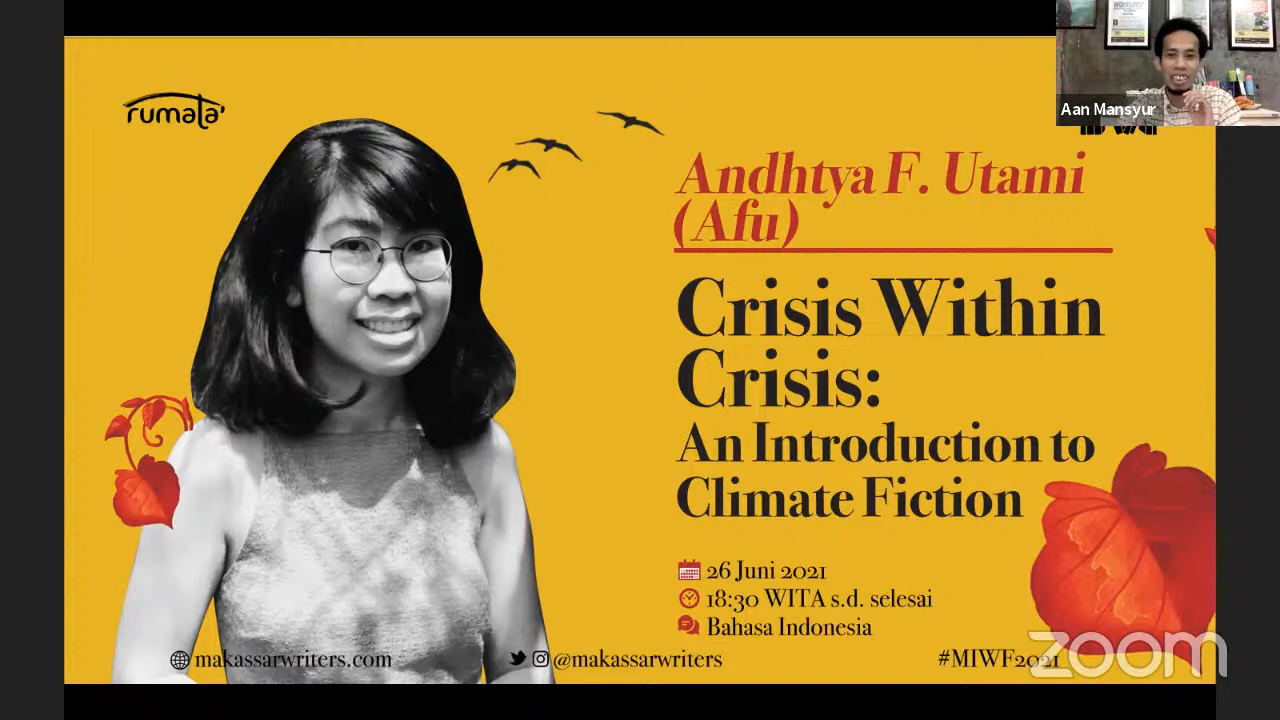 rumata'
Aan Mansyur
Andhtya F. Utami
(Afu)
Crisis Within
Crisis:
An Introduction to
Climate Fiction
26 Juni 2021
18:30 WITA s.d. selesai
Bahasa Indonesia
makassarwriters.com
@makassarwriters
#MIWF2021
zoom